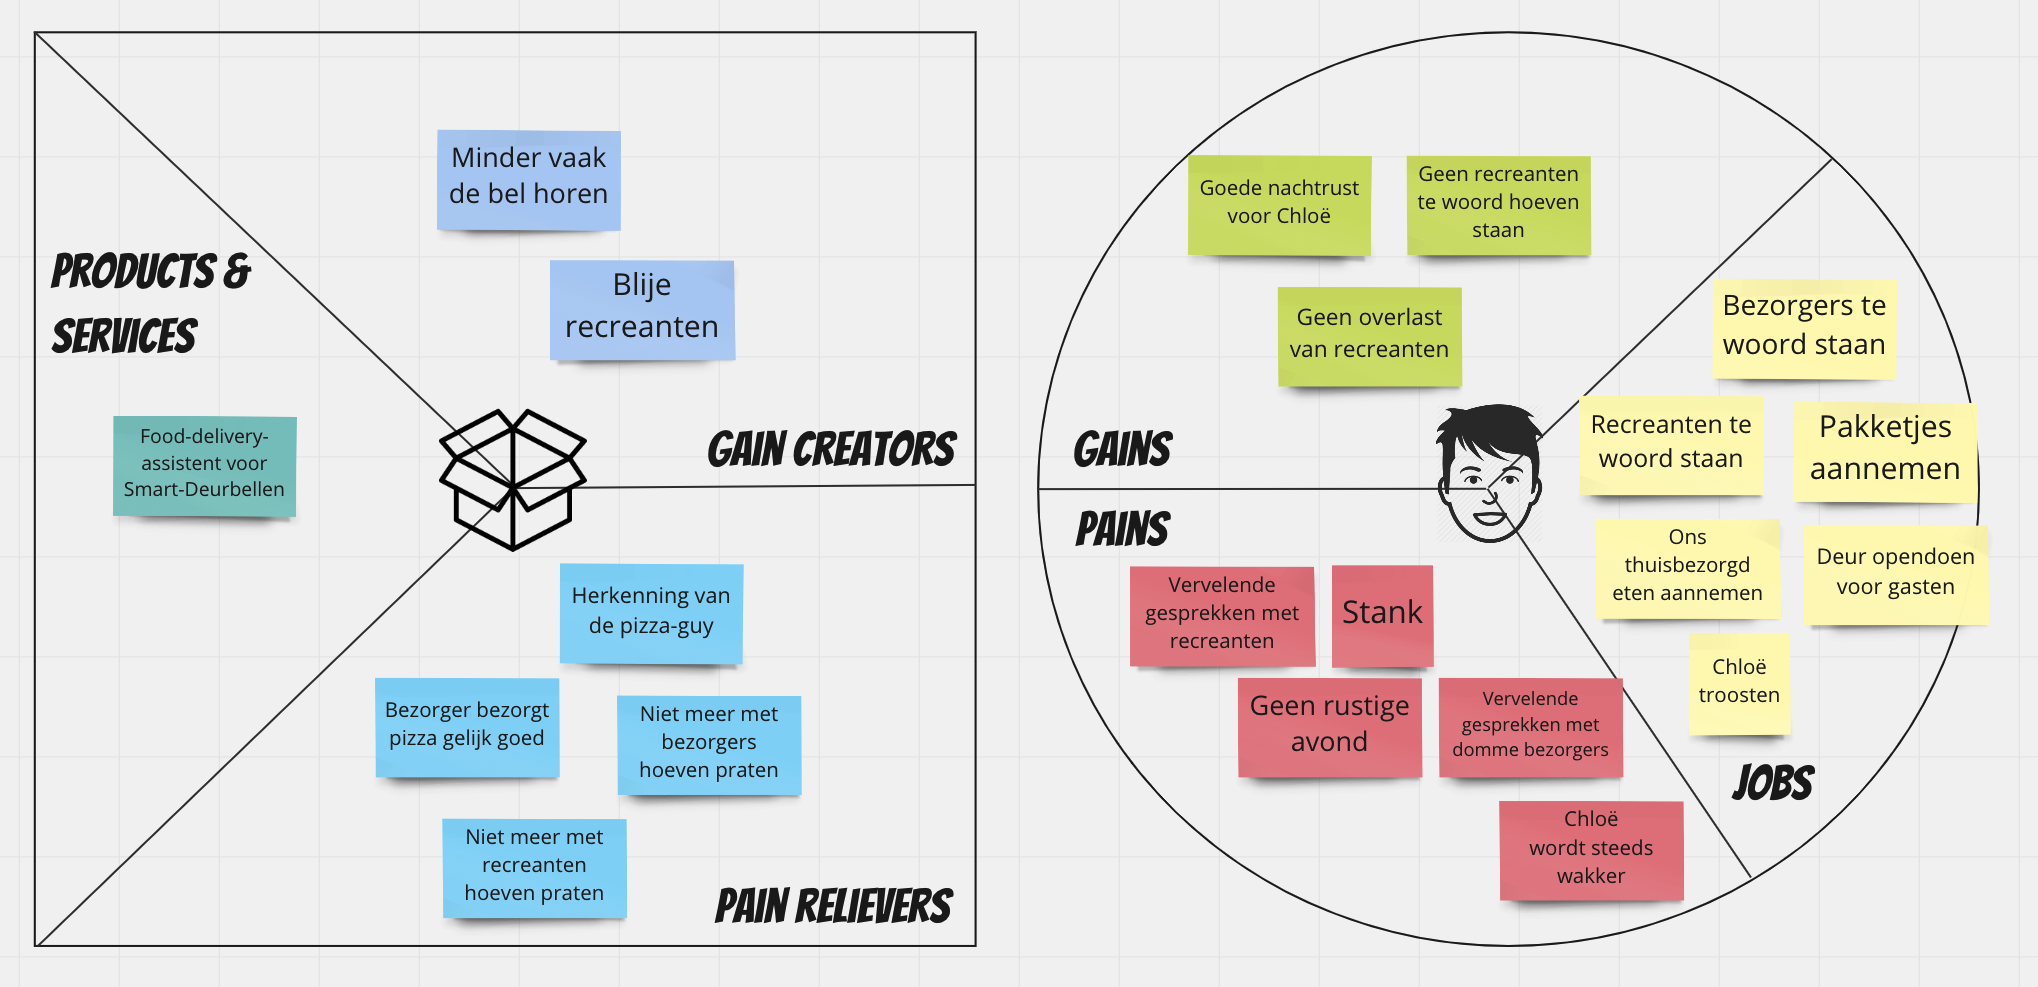 Minder vaak
de bel horen
Blije
recreanten
PRODUCTS &
SERVICES
Food-delivery-
assistent voor
Smart-Deurbellen
GAIN CREATORS
Herkenning van
de pizza-guy
Bezorger bezorgt
pizza gelijk goed
Niet meer met
bezorgers
hoeven praten
Niet meer met
recreanten
hoeven praten
PAIN RELIEVERS
Goede nachtrust
voor Chloë
Geen recreanten
te woord hoeven
staan
Geen overlast
van recreanten
GAINS
PAINS
Vervelende
gesprekken met
recreanten
Stank
Geen rustige
avond
Vervelende
gesprekken met
domme bezorgers
Chloë
wordt steeds
wakker
Bezorgers te
woord staan
Recreanten te
woord staan
Pakketjes
aannemen
Ons
thuisbezorgd
eten aannemen
Deur opendoen
voor gasten
Chloë
troosten
JOBS